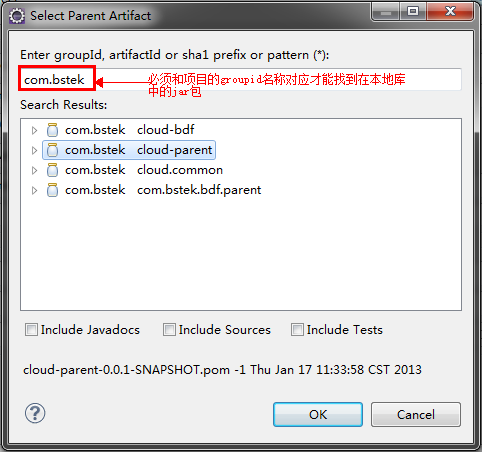 Select Parent Artifact
Enter groupId, artifactId or sha1 prefix or pattern (*):
com.bstek
必须和项目的groupid名称对应才能找到在本地库
中的jar包
Search Results:
com.bstek cloud-bdf
com.bstek cloud-parent
com.bstek cloud.common
com.bstek com.bstek.bdf.parent
Include Javadocs Include Sources Include Tests
cloud-parent-0.0.1-SNAPSHOT.pom -1 Thu Jan 17 11:33:58 CST 2013
? OK Cancel